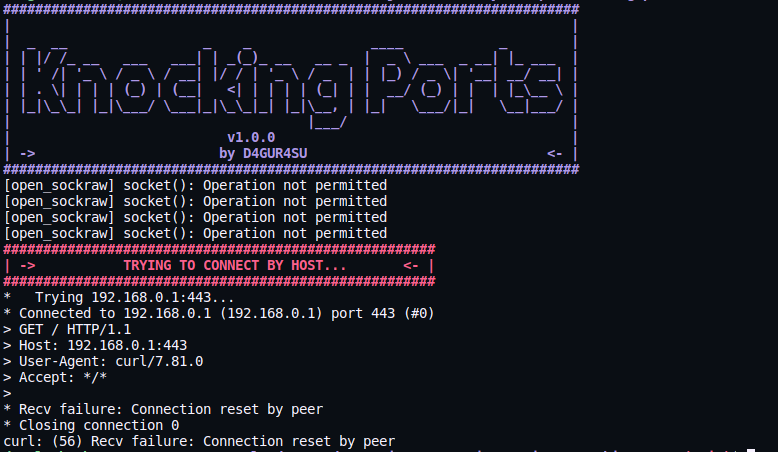 Knocking Ports
v1.0.0
| -> by D4GUR4SU <- |
[open_sockraw] socket(): Operation not permitted
[open_sockraw] socket(): Operation not permitted
[open_sockraw] socket(): Operation not permitted
[open_sockraw] socket(): Operation not permitted
######################################################
| -> TRYING TO CONNECT BY HOST... <- |
######################################################
* Trying 192.168.0.1:443...
* Connected to 192.168.0.1 (192.168.0.1) port 443 (#0)
> GET / HTTP/1.1
> Host: 192.168.0.1:443
> User-Agent: curl/7.81.0
> Accept: */*
>
* Recv failure: Connection reset by peer
* Closing connection 0
curl: (56) Recv failure: Connection reset by peer